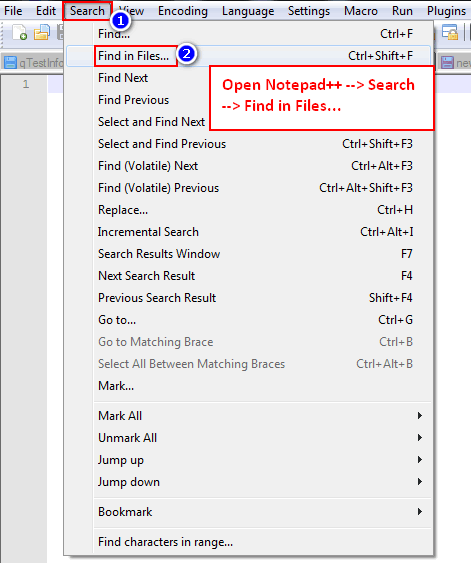 File Edit Search View Encoding Language Settings Macro Run Plugins
1
qTestInfo
new
1
Find... Ctrl+F
2
Find in Files... Ctrl+Shift+F
Find Next
Find Previous
Select and Find Next
Open Notepad++ --> Search
--> Find in Files...
Select and Find Previous Ctrl+Shift+F3
Find (Volatile) Next Ctrl+Alt+F3
Find (Volatile) Previous Ctrl+Alt+Shift+F3
Replace... Ctrl+H
Incremental Search Ctrl+Alt+I
Search Results Window F7
Next Search Result F4
Previous Search Result Shift+F4
Go to... Ctrl+G
Go to Matching Brace Ctrl+B
Select All Between Matching Braces Ctrl+Alt+B
Mark...
Mark All
Unmark All
Jump up
Jump down
Bookmark
Find characters in range...